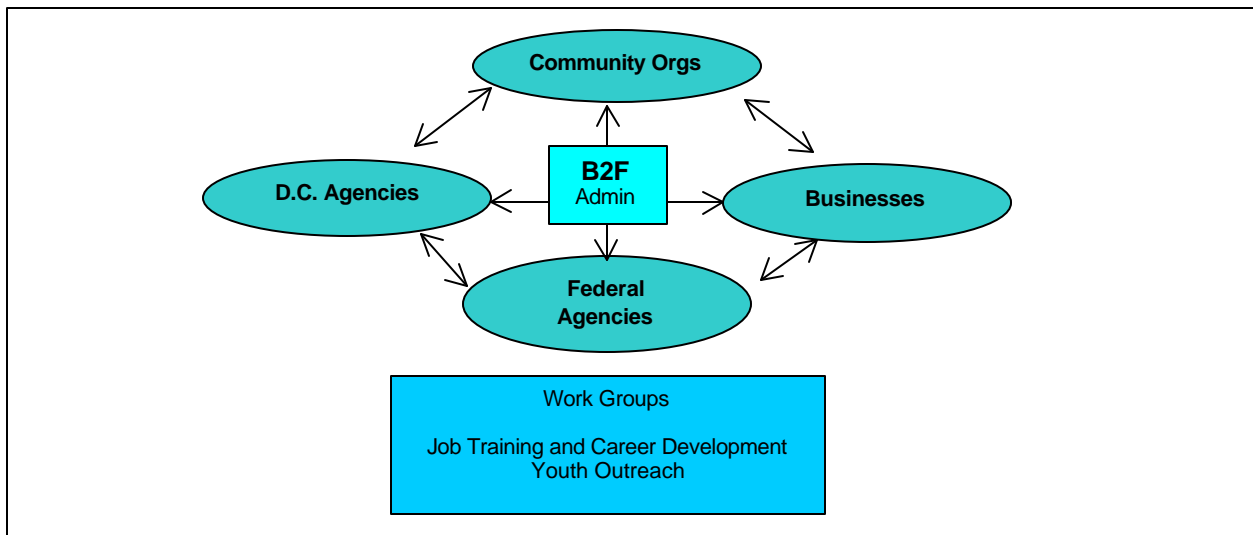 Community Orgs
B2F
Admin
D.C. Agencies
Businesses
Federal
Agencies
Work Groups
Job Training and Career Development
Youth Outreach